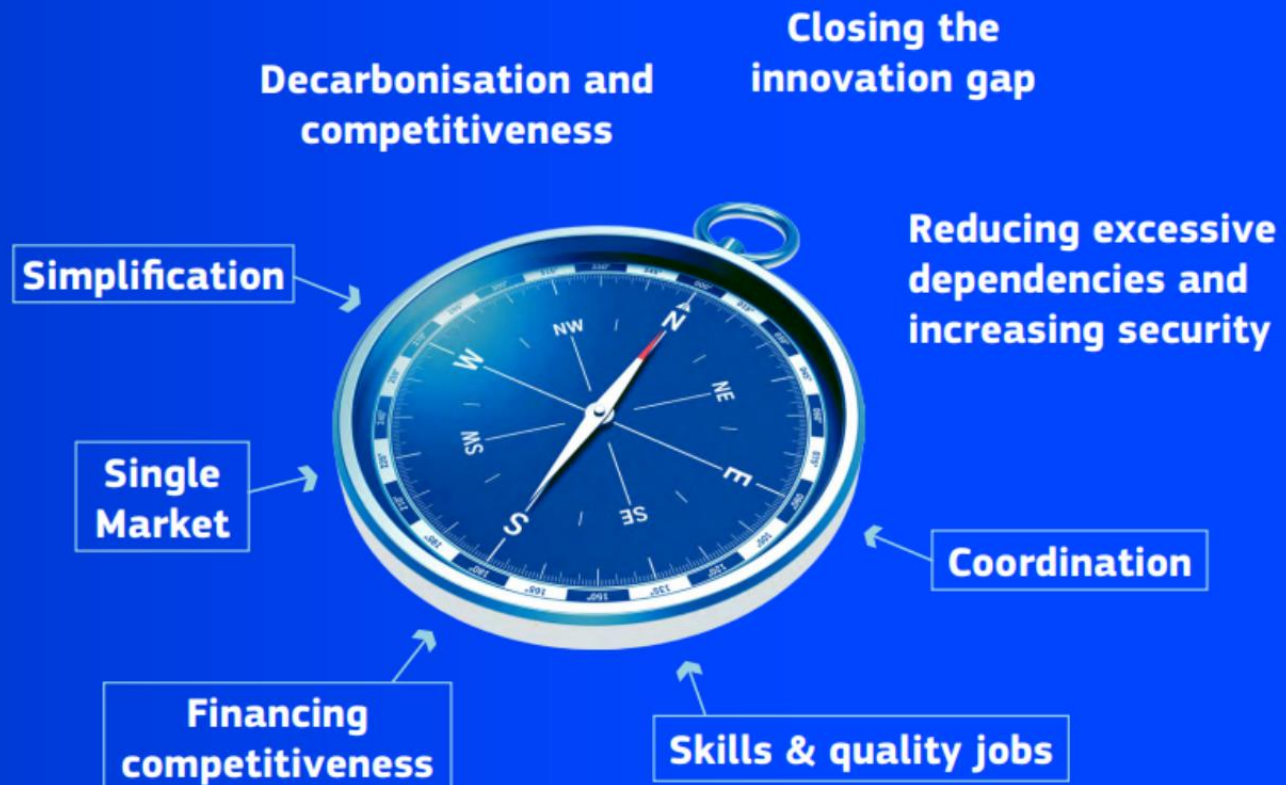 Closing the
innovation gap
Decarbonisation and
competitiveness
Reducing excessive
dependencies and
increasing security
Simplification
Single
Market
Coordination
Financing
competitiveness
Skills & quality jobs
N
NE
E
SE
S
SW
W
NW